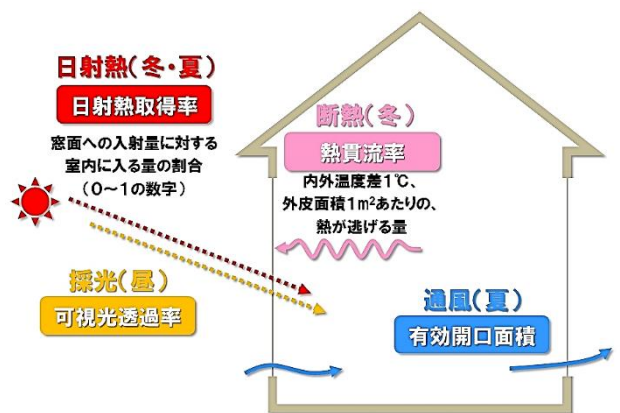 日射熱(冬・夏)
日射熱取得率
窓面への入射量に対する
室内に入る量の割合
(0~1の数字)
断熱(冬)
熱貫流率
内外温度差1℃、
外皮面積1m²あたりの、
熱が逃げる量
採光(昼)
可視光透過率
通風(夏)
有効開口面積